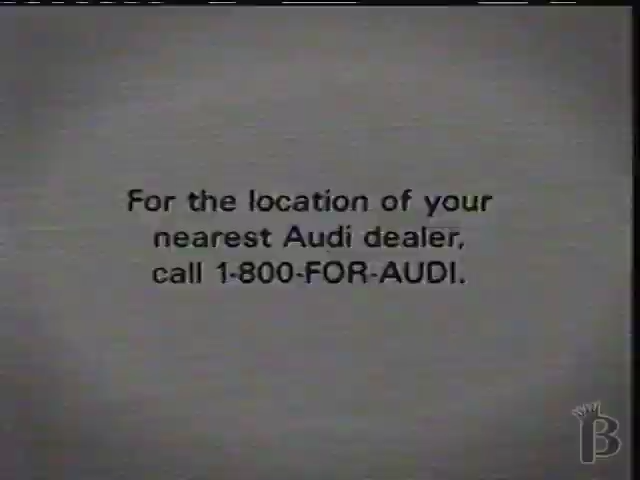 For the location of your
nearest Audi dealer,
call 1-800-FOR-AUDI.
B